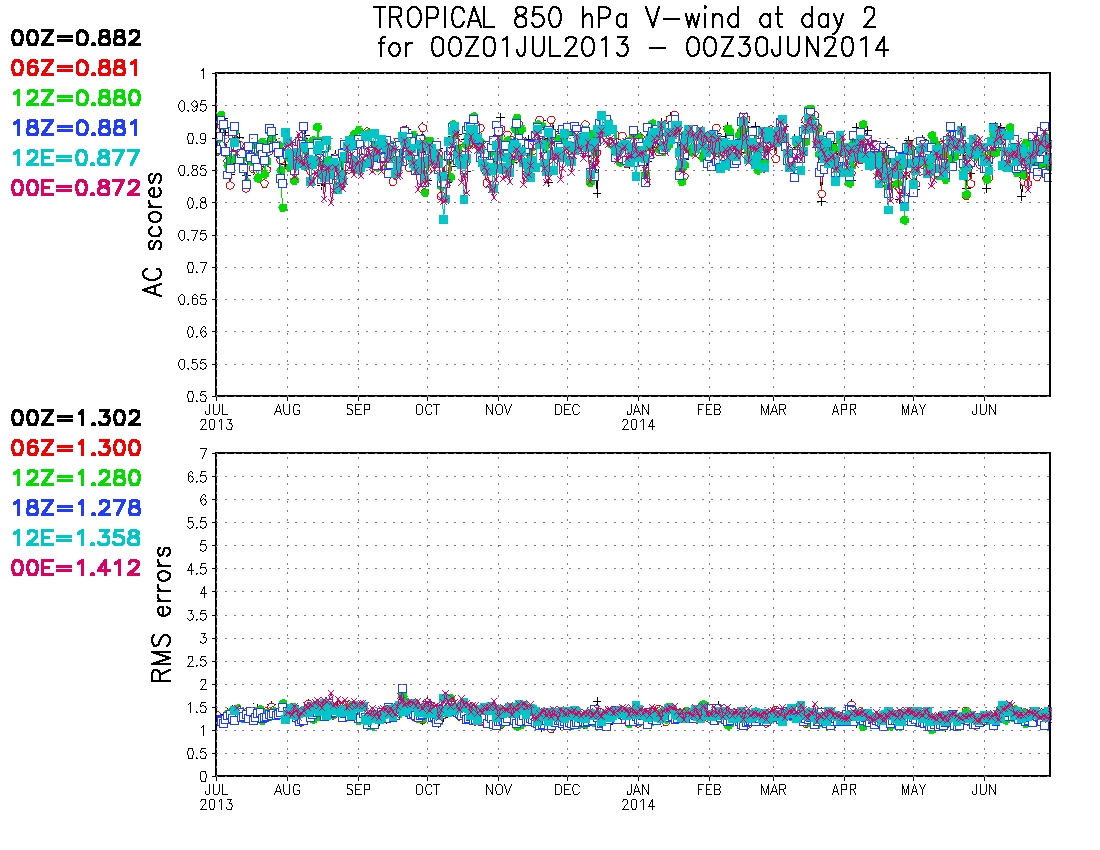 TROPICAL 850 hPa V-wind at day 2
for 00Z01JUL2013 - 00Z30JUN2014
00Z=0.882
06Z=0.881
12Z=0.880
18Z=0.881
12E=0.877
00E=0.872
AC scores
1
0.95
0.9
0.85
0.8
0.75
0.7
0.65
0.6
0.55
0.5
JUL AUG SEP OCT NOV DEC JAN FEB MAR APR MAY JUN
2013 2014
00Z=1.302
06Z=1.300
12Z=1.280
18Z=1.278
12E=1.358
00E=1.412
RMS errors
7
6.5
6
5.5
5
4.5
4
3.5
3
2.5
2
1.5
1
0.5
0
JUL AUG SEP OCT NOV DEC JAN FEB MAR APR MAY JUN
2013 2014